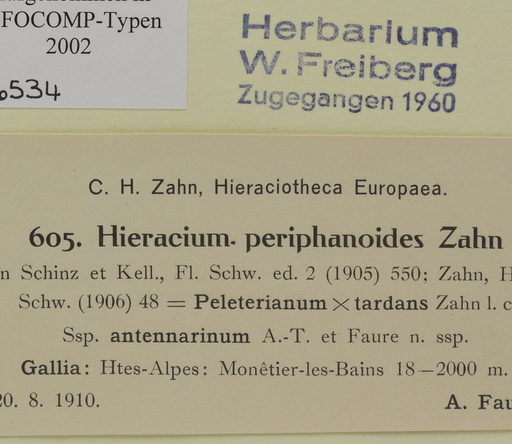 FOCOMP-Typen
2002
534
Herbarium
W. Freiberg
Zugegangen 1960
C. H. Zahn, Hieraciotheca Europaea.
605. Hieracium. periphanoides Zahn
Schinz et Kell., Fl. Schw. ed. 2 (1905) 550; Zahn, H
Schw. (1906) 48 = Peleterianum × tardans Zahn l. c
Ssp. antennarinum A.-T. et Faure n. ssp.
Gallia: Htes-Alpes: Monêtier-les-Bains 18—2000 m.
20. 8. 1910.
A. Fau